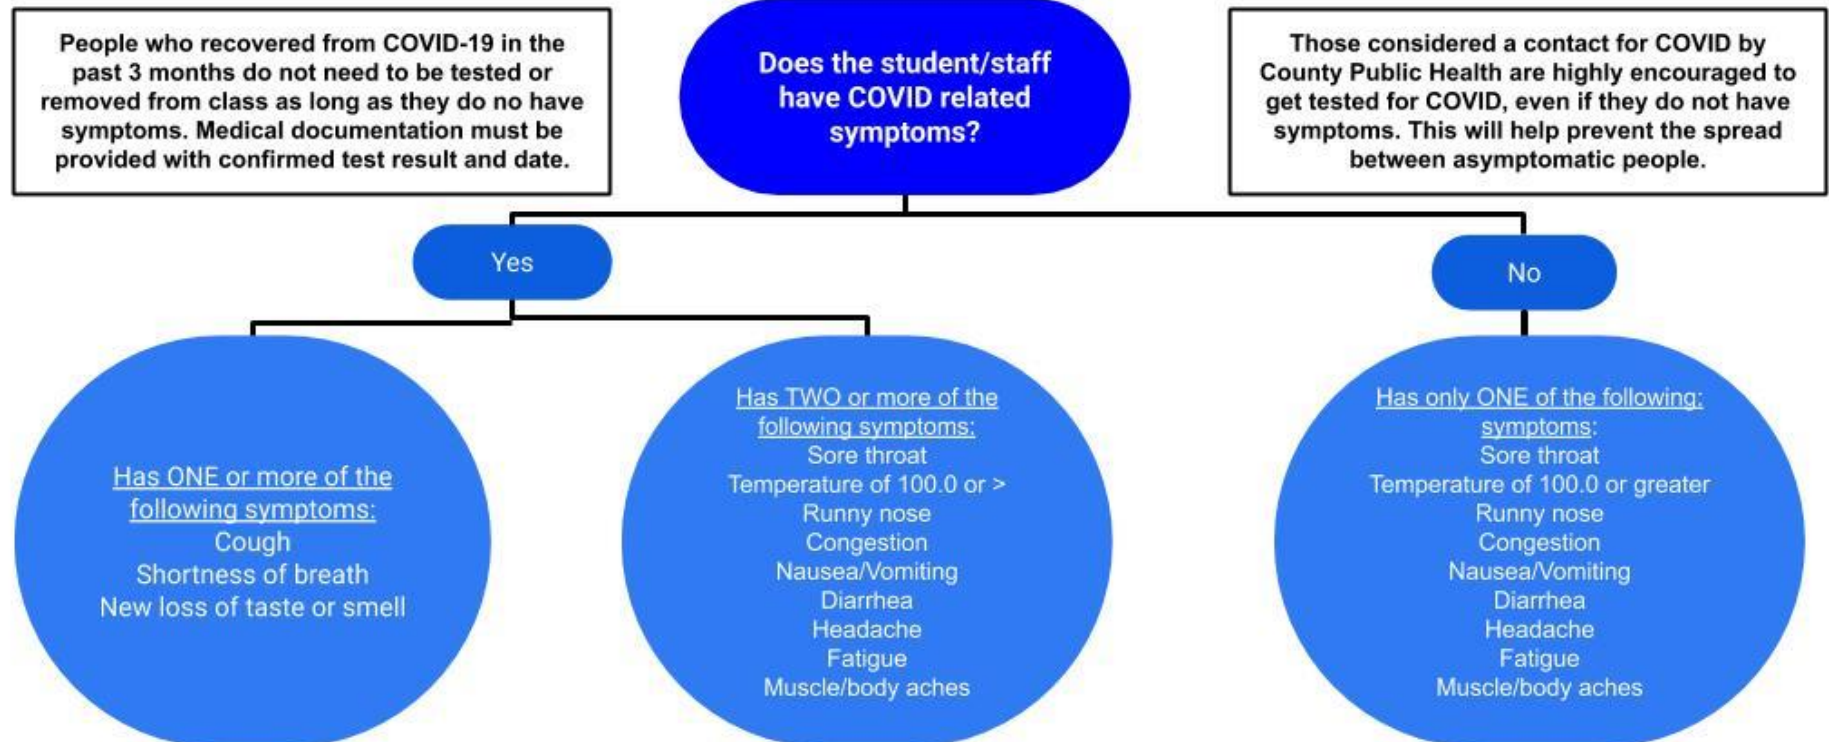 People who recovered from COVID-19 in the
past 3 months do not need to be tested or
removed from class as long as they do no have
symptoms. Medical documentation must be
provided with confirmed test result and date.
Does the student/staff
have COVID related
symptoms?
Those considered a contact for COVID by
County Public Health are highly encouraged to
get tested for COVID, even if they do not have
symptoms. This will help prevent the spread
between asymptomatic people.
Yes
No
Has ONE or more of the
following symptoms:
Cough
Shortness of breath
New loss of taste or smell
Has TWO or more of the
following symptoms:
Sore throat
Temperature of 100.0 or >
Runny nose
Congestion
Nausea/Vomiting
Diarrhea
Headache
Fatigue
Muscle/body aches
Has only ONE of the following:
symptoms:
Sore throat
Temperature of 100.0 or greater
Runny nose
Congestion
Nausea/Vomiting
Diarrhea
Headache
Fatigue
Muscle/body aches